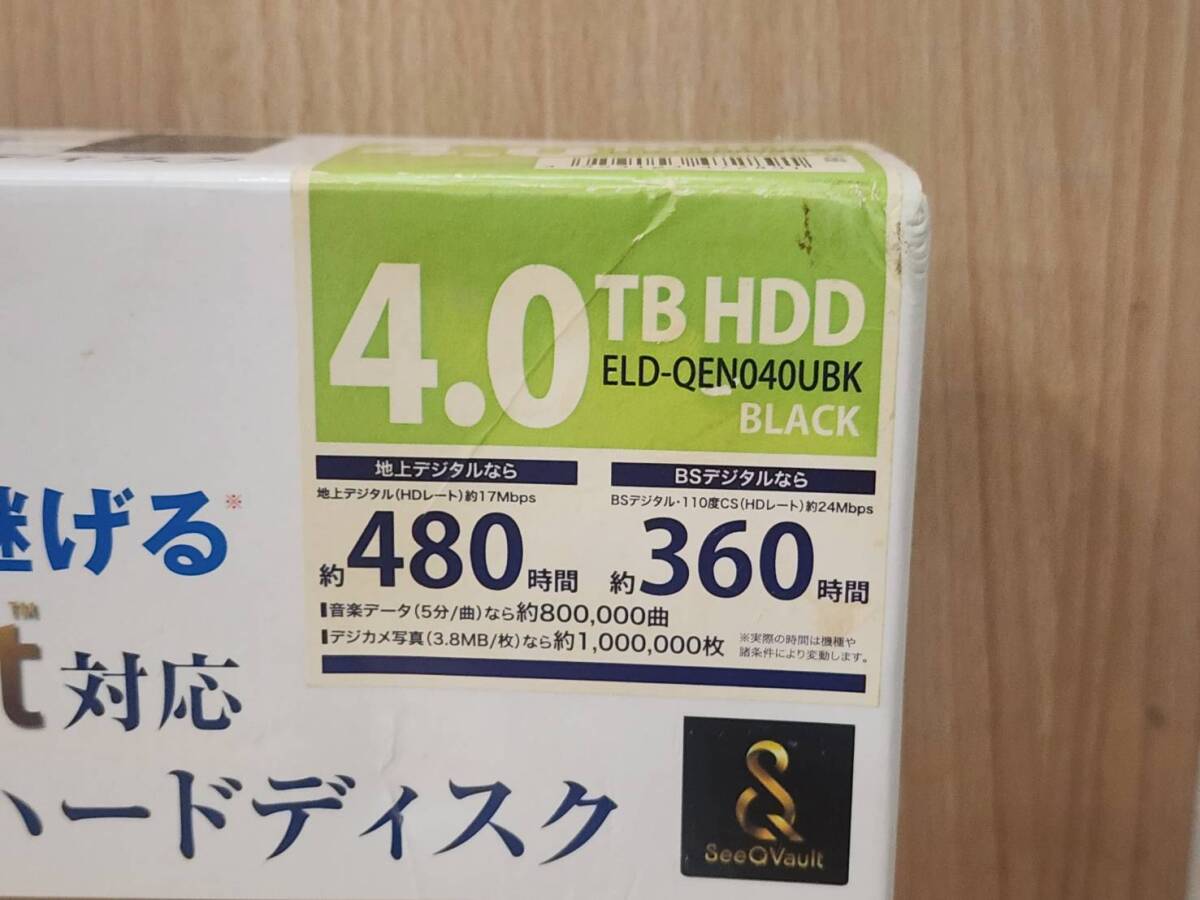 4.0 TB HDD
ELD-QEN040UBK
BLACK
地上デジタルなら
地上デジタル(HDレート)約17Mbps
約480時間
BSデジタルなら
BSデジタル・110度CS(HDレート)約24Mbps
約360時間
音楽データ(5分/曲)なら約800,000曲
デジカメ写真(3.8MB/枚)なら約1,000,000枚
※実際の時間は機種や
諸条件により変動します。
継げる※
t™対応
ハードディスク
SeeQVault